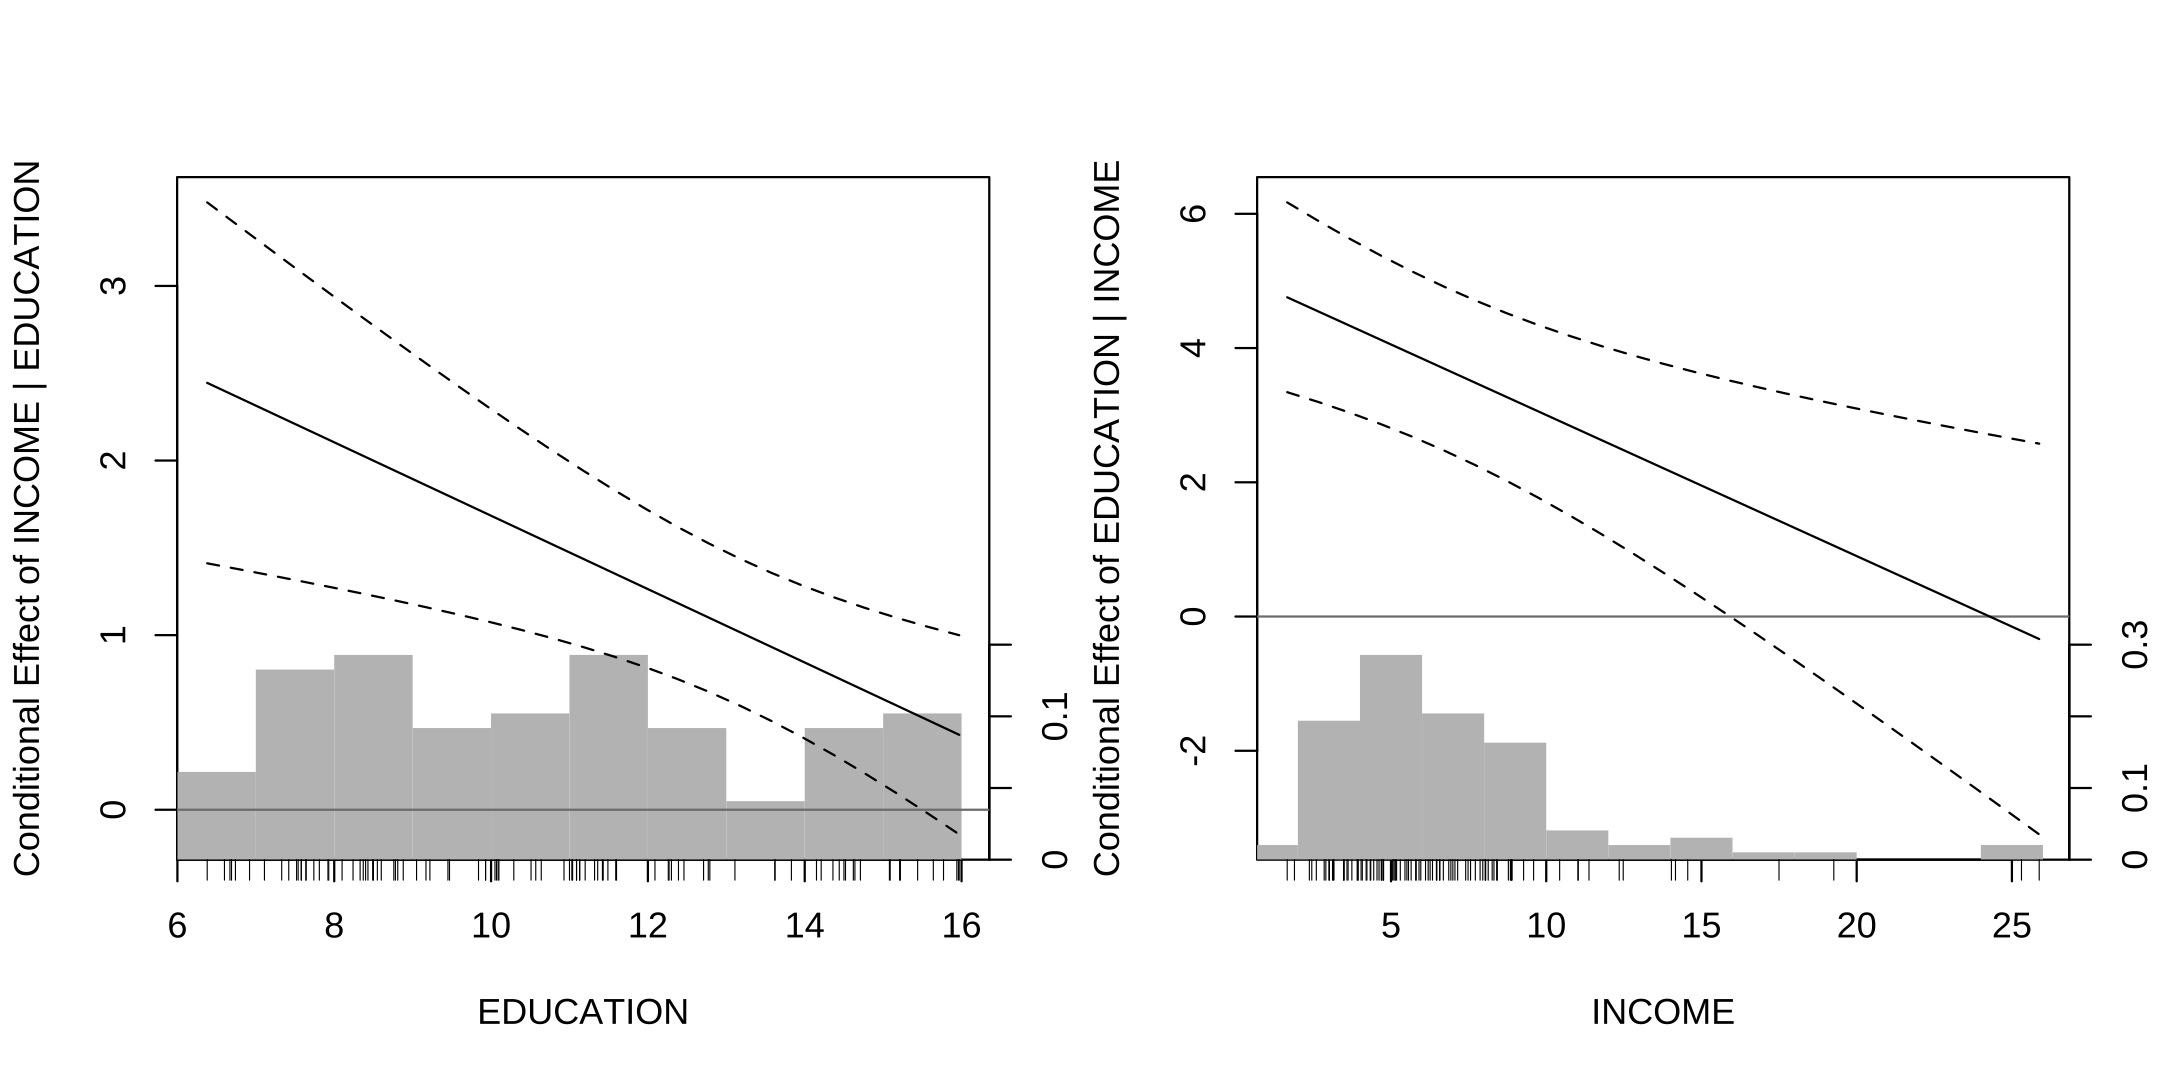 Conditional Effect of INCOME | EDUCATION
3
2
1
0
0.1
0
6 8 10 12 14 16
EDUCATION
Conditional Effect of EDUCATION | INCOME
6
4
2
0
-2
0.3
0.1
0
5 10 15 20 25
INCOME